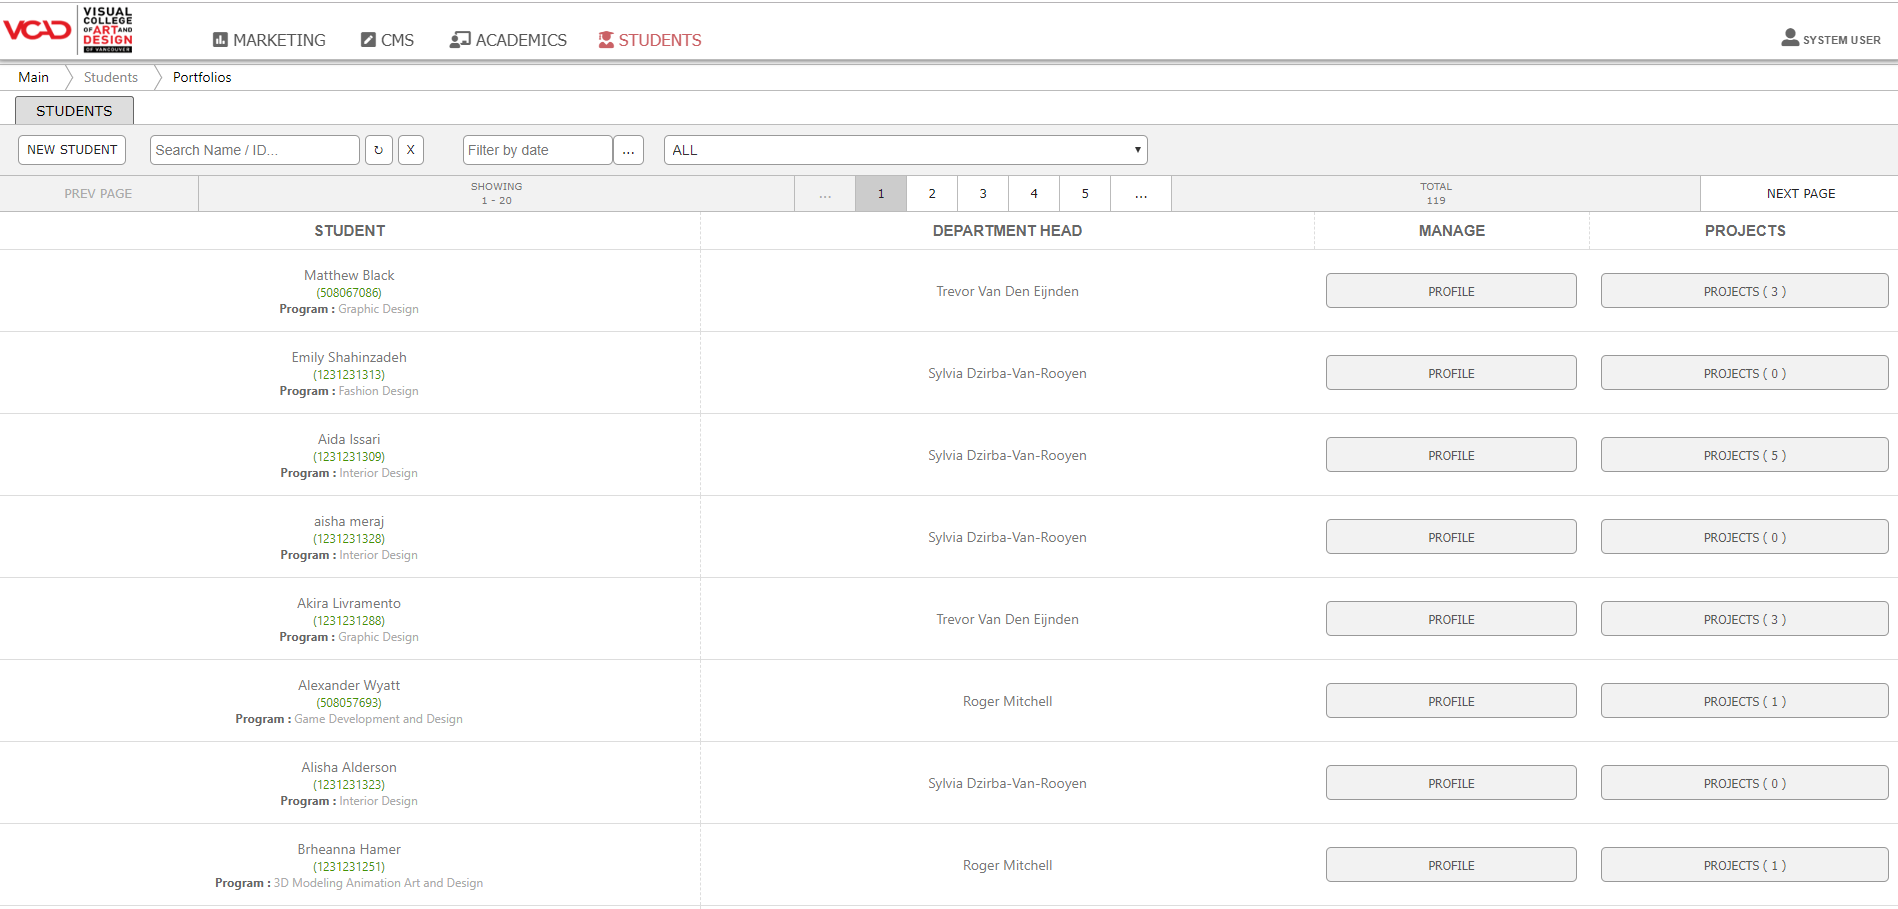 VCAD VISUAL
COLLEGE
OF ART AND
DESIGN
OF VANCOUVER
MARKETING CMS ACADEMICS STUDENTS SYSTEM USER
Main Students Portfolios
STUDENTS
NEW STUDENT Search Name / ID... ↻ X Filter by date ... ALL
PREV PAGE SHOWING 1 - 20 ... 1 2 3 4 5 ... TOTAL 119 NEXT PAGE
STUDENT DEPARTMENT HEAD MANAGE PROJECTS
Matthew Black
(508067086)
Program : Graphic Design
Trevor Van Den Eijnden PROFILE PROJECTS ( 3 )
Emily Shahinzadeh
(1231231313)
Program : Fashion Design
Sylvia Dzirba-Van-Rooyen PROFILE PROJECTS ( 0 )
Aida Issari
(1231231309)
Program : Interior Design
Sylvia Dzirba-Van-Rooyen PROFILE PROJECTS ( 5 )
aisha meraj
(1231231328)
Program : Interior Design
Sylvia Dzirba-Van-Rooyen PROFILE PROJECTS ( 0 )
Akira Livramento
(1231231288)
Program : Graphic Design
Trevor Van Den Eijnden PROFILE PROJECTS ( 3 )
Alexander Wyatt
(508057693)
Program : Game Development and Design
Roger Mitchell PROFILE PROJECTS ( 1 )
Alisha Alderson
(1231231323)
Program : Interior Design
Sylvia Dzirba-Van-Rooyen PROFILE PROJECTS ( 0 )
Brheanna Hamer
(1231231251)
Program : 3D Modeling Animation Art and Design
Roger Mitchell PROFILE PROJECTS ( 1 )